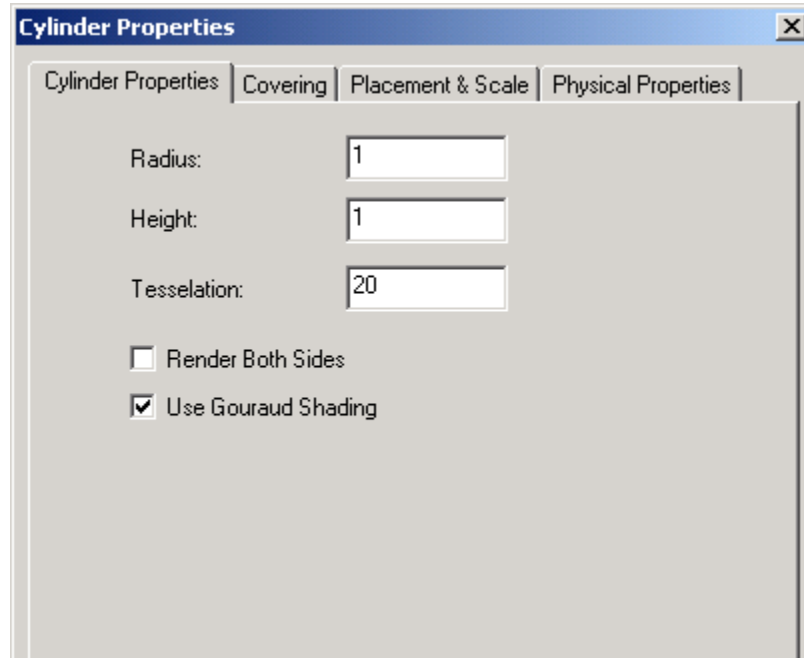 Cylinder Properties
Cylinder Properties Covering Placement & Scale Physical Properties
Radius: 1
Height: 1
Tesselation: 20
Render Both Sides
Use Gouraud Shading